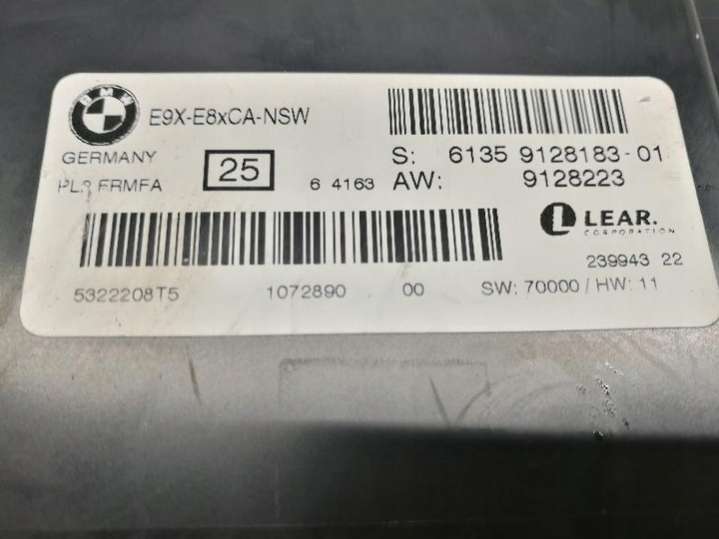 BMW
E9X-E8xCA-NSW
GERMANY
25
PL2 FRMFA
6 4163
S: 6135 9128183-01
AW: 9128223
LEAR.
CORPORATION
239943 22
5322208T5 1072890 00 SW: 70000 / HW: 11